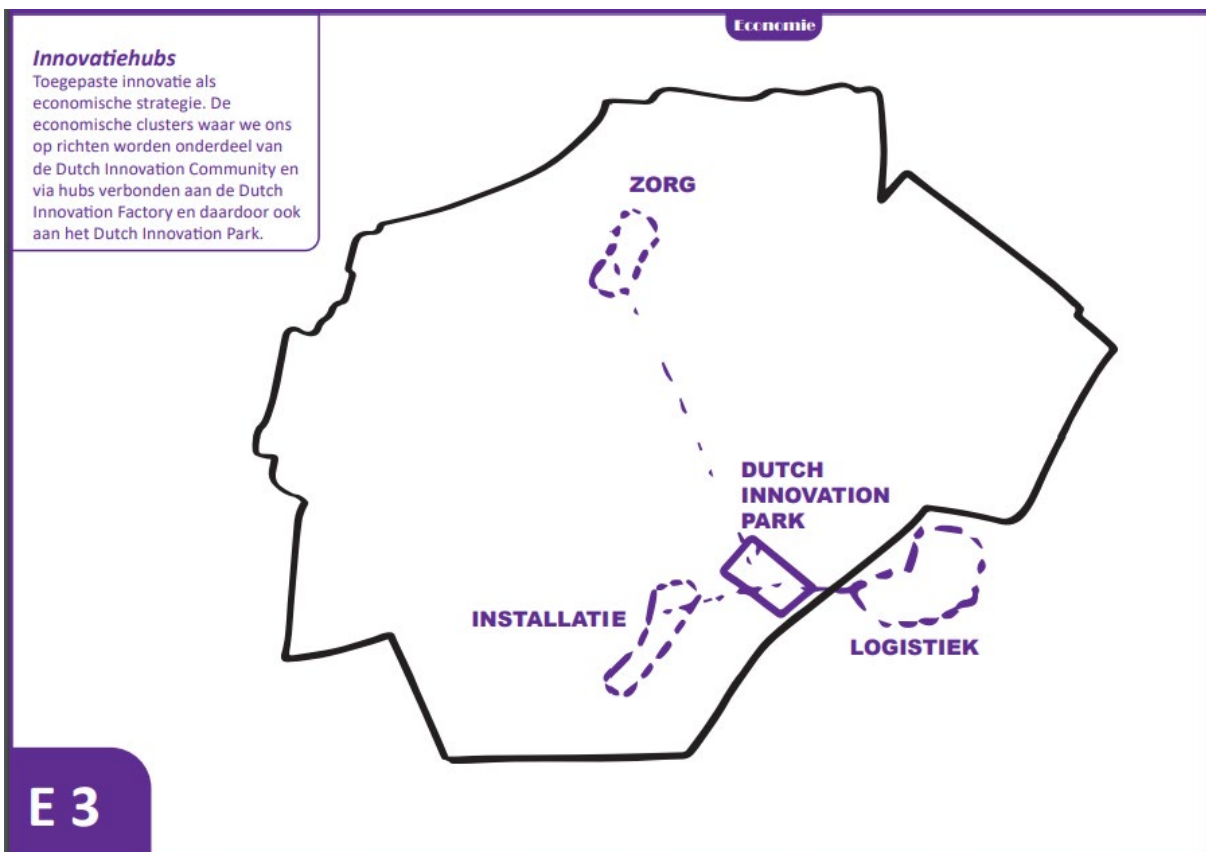 Economie
Innovatiehubs
Toegepaste innovatie als
economische strategie. De
economische clusters waar we ons
op richten worden onderdeel van
de Dutch Innovation Community en
via hubs verbonden aan de Dutch
Innovation Factory en daardoor ook
aan het Dutch Innovation Park.
ZORG
DUTCH
INNOVATION
PARK
INSTALLATIE
LOGISTIEK
E 3